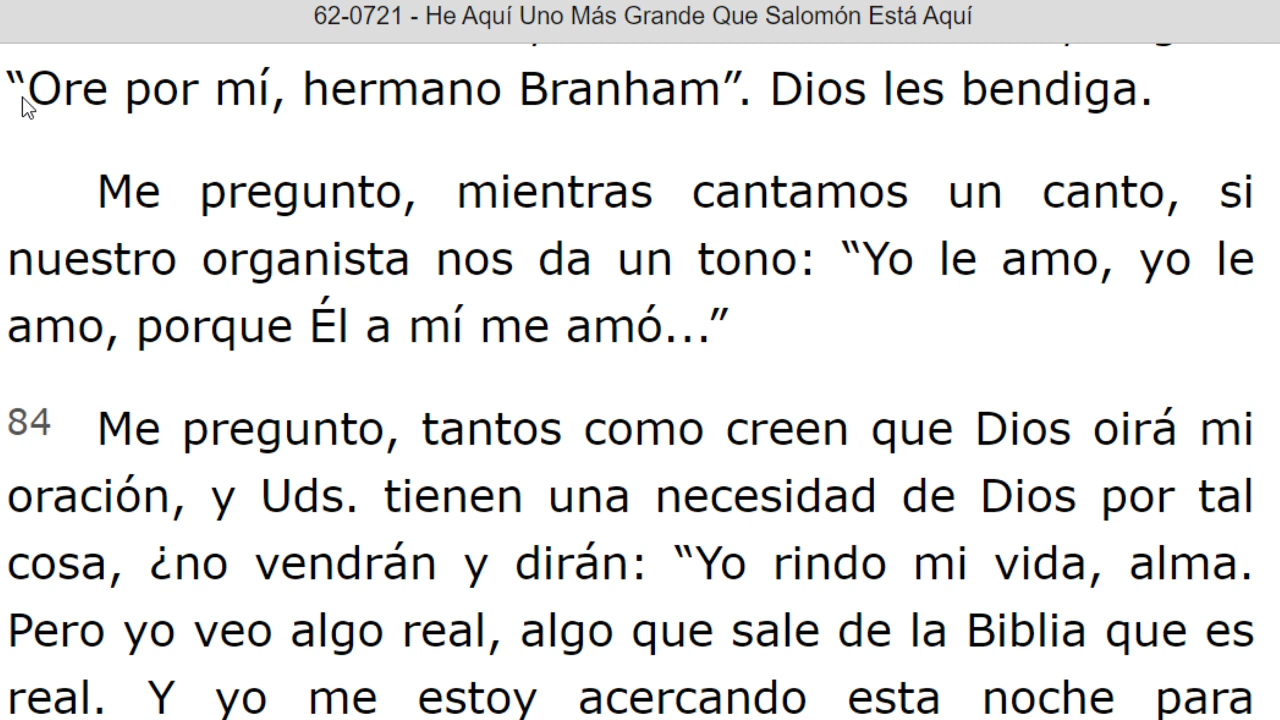 62-0721 - He Aquí Uno Más Grande Que Salomón Está Aquí
“Ore por mí, hermano Branham”. Dios les bendiga.
Me pregunto, mientras cantamos un canto, si
nuestro organista nos da un tono: “Yo le amo, yo le
amo, porque Él a mí me amó...”
84 Me pregunto, tantos como creen que Dios oirá mi
oración, y Uds. tienen una necesidad de Dios por tal
cosa, ¿no vendrán y dirán: “Yo rindo mi vida, alma.
Pero yo veo algo real, algo que sale de la Biblia que es
real. Y yo me estoy acercando esta noche para